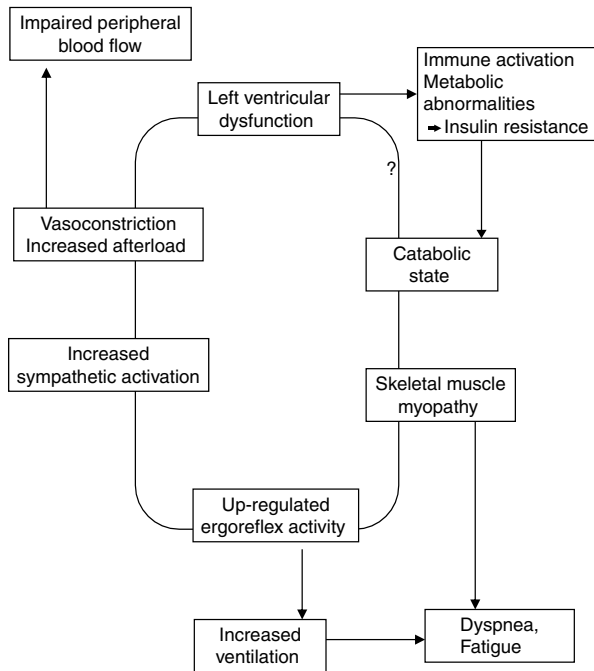 Impaired peripheral
blood flow
Left ventricular
dysfunction
Immune activation
Metabolic
abnormalities
➡ Insulin resistance
?
Vasoconstriction
Increased afterload
Catabolic
state
Increased
sympathetic activation
Skeletal muscle
myopathy
Up-regulated
ergoreflex activity
Increased
ventilation
Dyspnea,
Fatigue